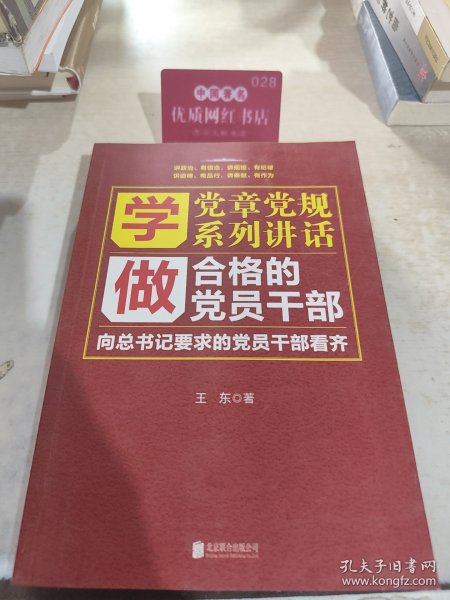 028
中国书名
优质网红书店
讲政治、有信念，讲规矩、有纪律
讲道德、有品行，讲奉献、有作为
学 党章党规
系列讲话
做 合格的
党员干部
向总书记要求的党员干部看齐
王 东◎著
北京联合出版公司
孔夫子旧书网
www.kongfz.com